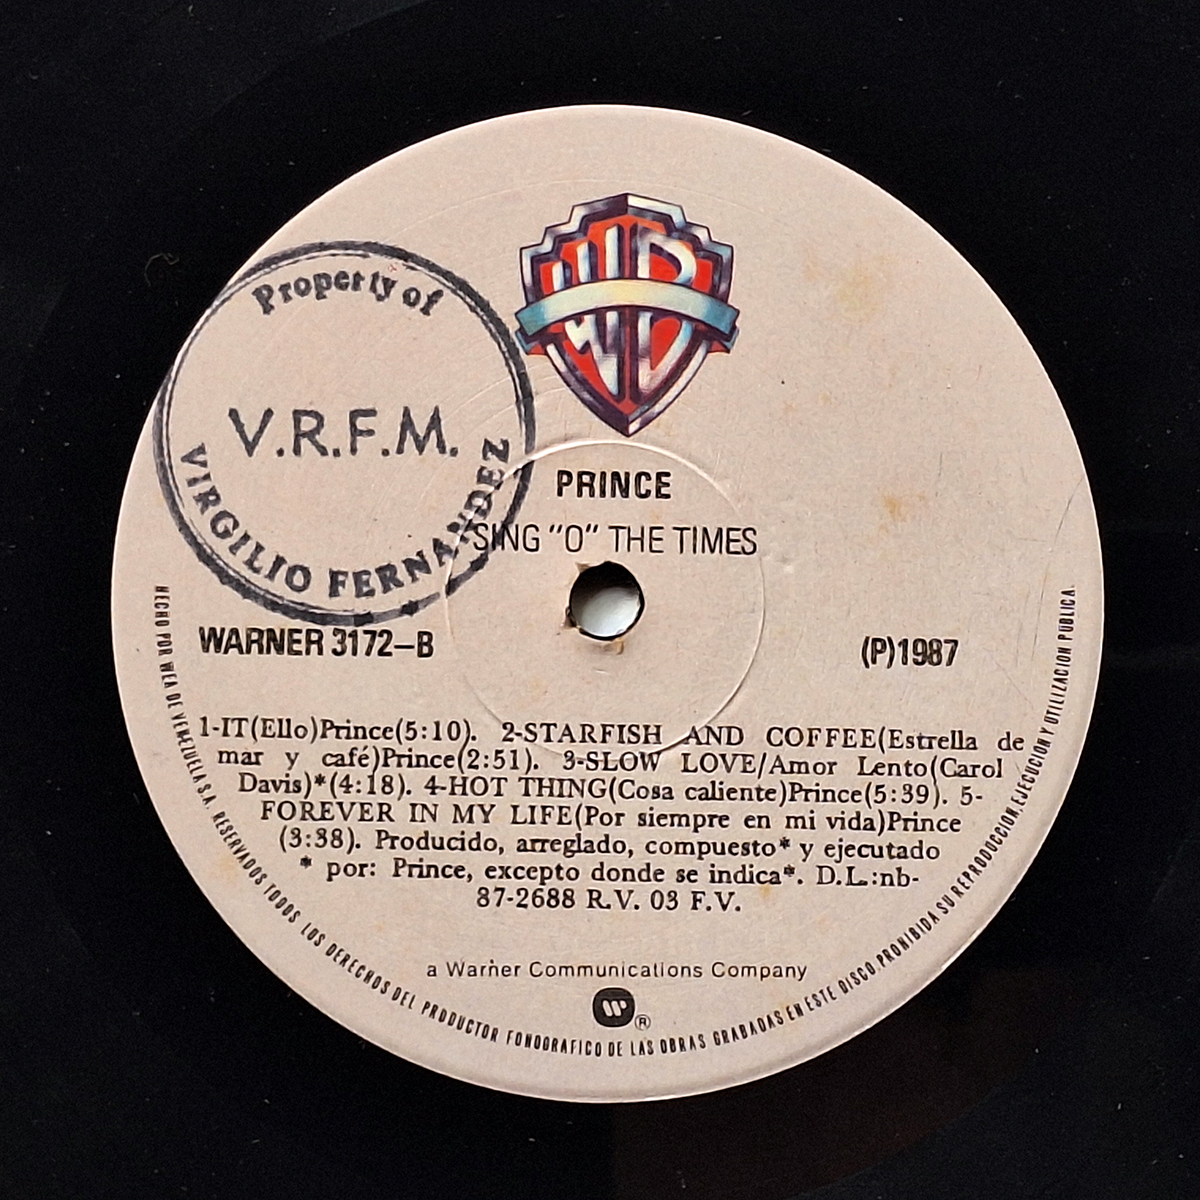 Property of
V.R.F.M.
VIRGILIO FERNANDEZ
WB
PRINCE
SING "O" THE TIMES
WARNER 3172-B
(P)1987
1-IT(Ello)Prince(5:10). 2-STARFISH AND COFFEE(Estrella de
mar y café)Prince(2:51). 3-SLOW LOVE/Amor Lento(Carol
Davis)*(4:18). 4-HOT THING(Cosa caliente)Prince(5:39). 5-
FOREVER IN MY LIFE(Por siempre en mi vida)Prince
(3:38). Producido, arreglado, compuesto* y ejecutado
* por: Prince, excepto donde se indica*. D.L.:nb-
87-2688 R.V. 03 F.V.
a Warner Communications Company
®
HECHO POR WEA DE VENEZUELA S.A. RESERVADOS TODOS LOS DERECHOS DEL PRODUCTOR FONOGRAFICO DE LAS OBRAS GRABADAS EN ESTE DISCO. PROHIBIDA SU REPRODUCCION, EJECUCION Y UTILIZACION PUBLICA.